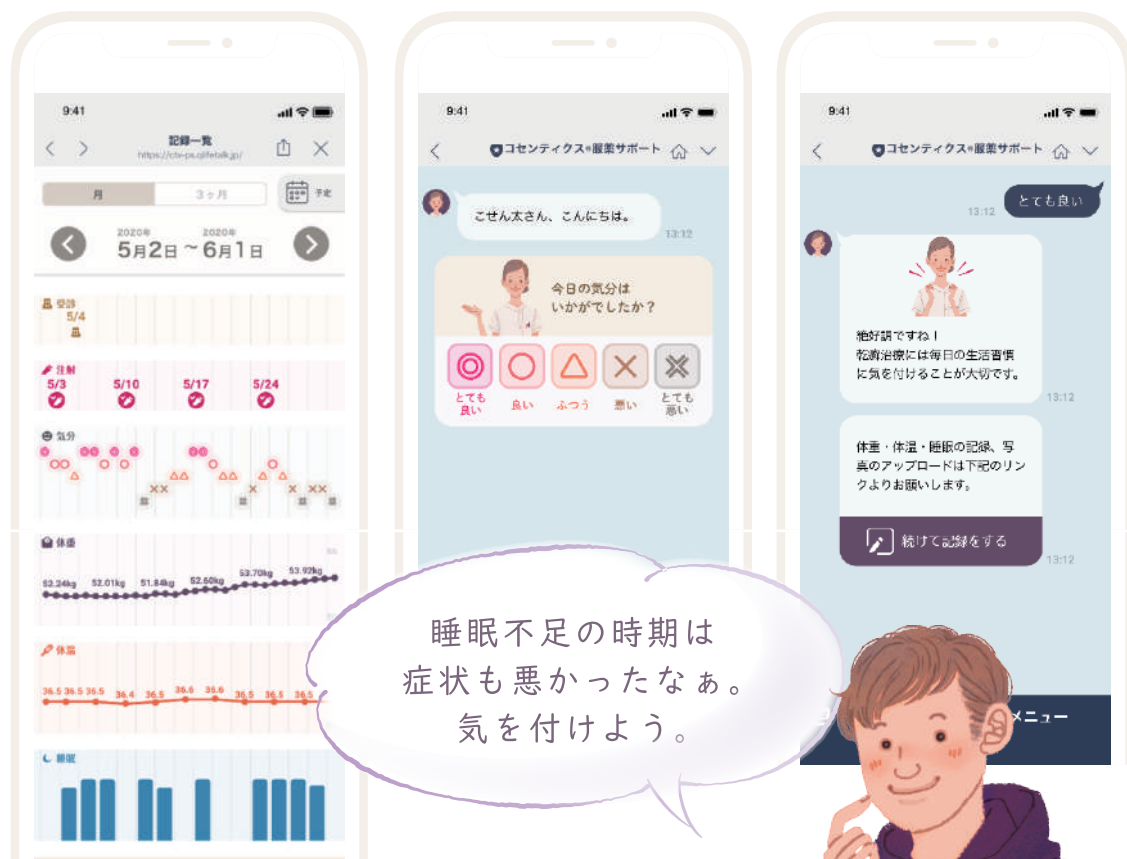 9:41
記録一覧
https://ctx-ps.qlifetalk.jp/
月
3ヶ月
予定
2020年
5月2日
~
2020年
6月1日
受診
5/4
注射
5/3
5/10
5/17
5/24
気分
体重
52.24kg
52.01kg
51.84kg
52.60kg
53.70kg
53.92kg
体温
36.5 36.5 36.5
36.4
36.5
36.6
36.6
36.5
36.5
36.5
睡眠
9:41
コセンティクス®服薬サポート
こせん太さん、こんにちは。
13:12
今日の気分は
いかがでしたか？
とても
良い
良い
ふつう
悪い
とても
悪い
9:41
コセンティクス®服薬サポート
とても良い
13:12
絶好調ですね！
乾癬治療には毎日の生活習慣
に気を付けることが大切です。
13:12
体重・体温・睡眠の記録、写
真のアップロードは下記のリン
クよりお願いします。
続けて記録をする
13:12
メニュー
睡眠不足の時期は
症状も悪かったなぁ。
気を付けよう。